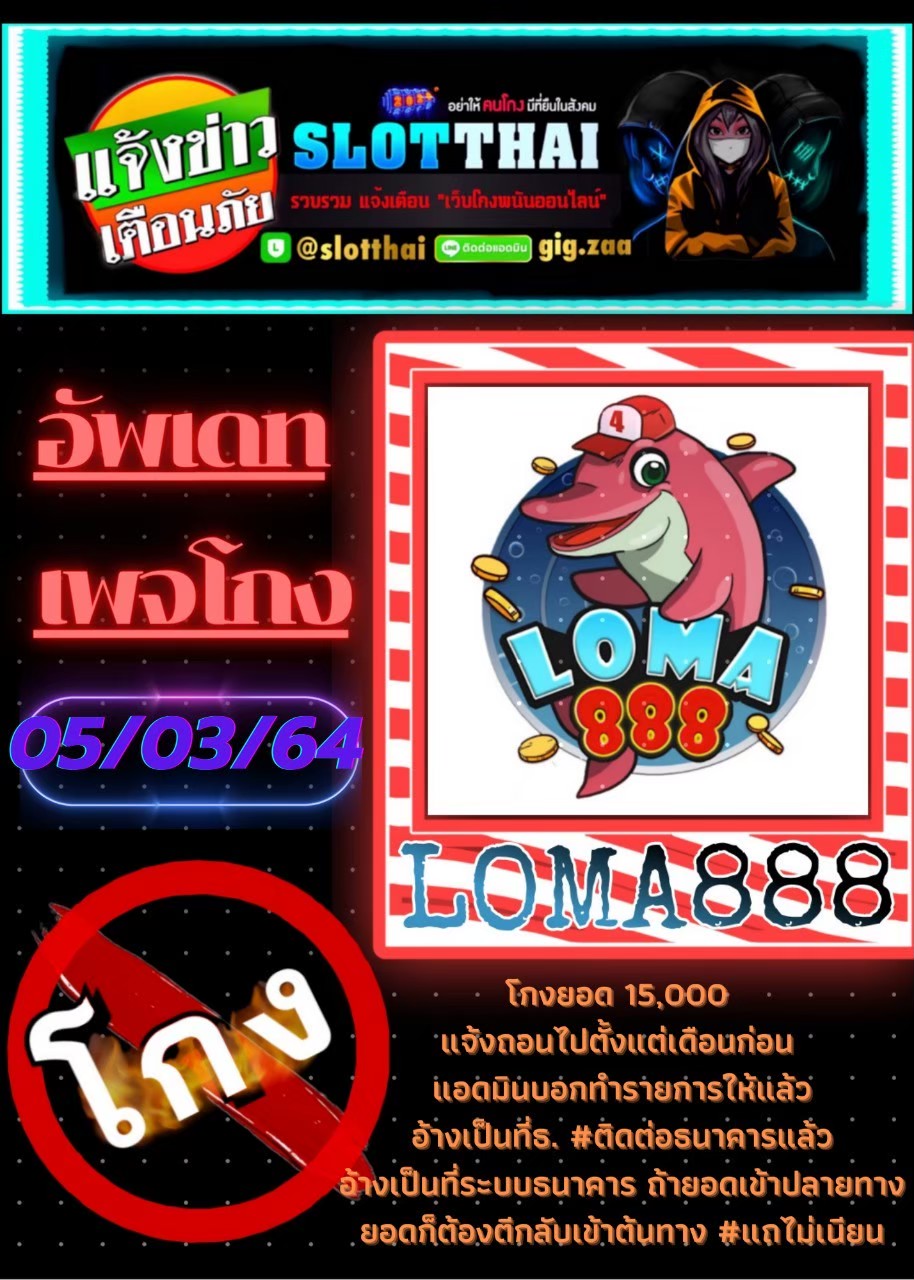 แจ้งข่าว
เตือนภัย
อย่าให้ คนโกง มีที่ยืนในสังคม
SLOTTHAI
รวบรวม แจ้งเตือน "เว็บโกงพนันออนไลน์"
@slotthai LINE ติดต่อแอดมิน gig.zaa
อัพเดท
เพจโกง
05/03/64
4
LOMA
888
LOMA888
โกง
โกงยอด 15,000
แจ้งถอนไปตั้งแต่เดือนก่อน
แอดมินบอกทำรายการให้แล้ว
อ้างเป็นที่ธ. #ติดต่อธนาคารแล้ว
อ้างเป็นที่ระบบธนาคาร ถ้ายอดเข้าปลายทาง
ยอดก็ต้องตีกลับเข้าต้นทาง #แถไม่เนียน